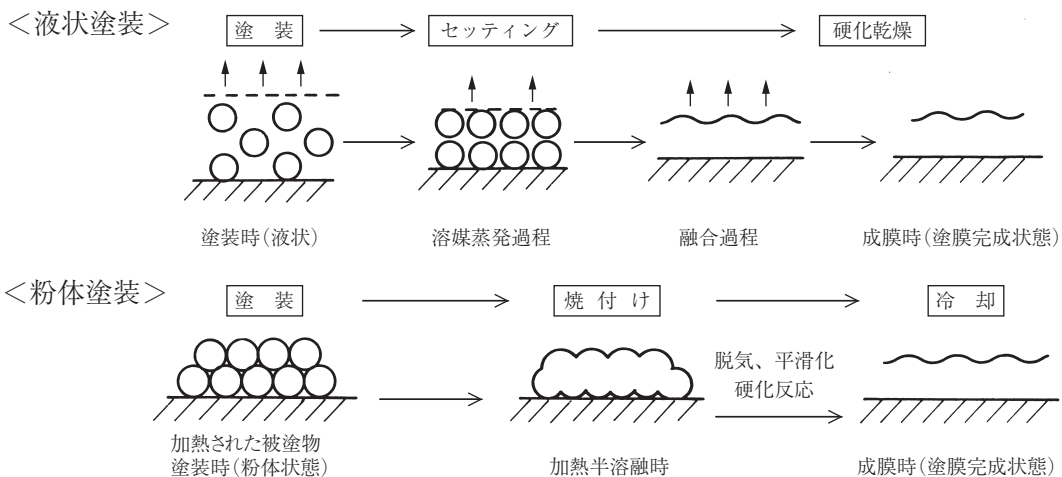 ＜液状塗装＞
塗 装
セッティング
硬化乾燥
塗装時（液状）
溶媒蒸発過程
融合過程
成膜時（塗膜完成状態）
＜粉体塗装＞
塗 装
焼 付 け
冷 却
脱気、平滑化
硬化反応
加熱された被塗物
塗装時（粉体状態）
加熱半溶融時
成膜時（塗膜完成状態）